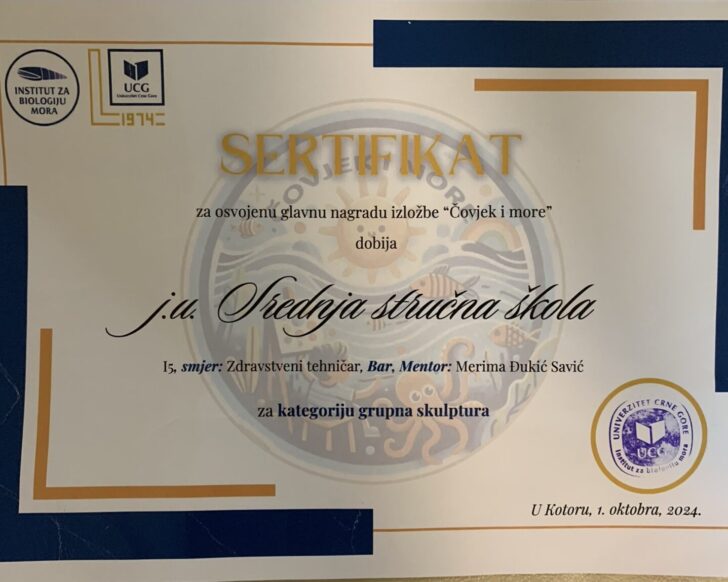 INSTITUT ZA
BIOLOGIJU
MORA
UCG
Univerzitet Crne Gore
1974
SERTIFIKAT
ČOVJEK I MORE
za osvojenu glavnu nagradu izložbe “Čovjek i more”
dobija
j.u. Srednja stručna škola
I5, smjer: Zdravstveni tehničar, Bar, Mentor: Merima Đukić Savić
za kategoriju grupna skulptura
UNIVERZITET CRNE GORE
UCG
Institut za biologiju mora
U Kotoru, 1. oktobra, 2024.